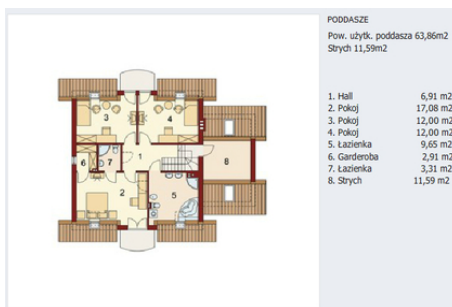 PODDASZE
Pow. użytk. poddasza 63,86m2
Strych 11,59m2
1. Hall 6,91 m2
2. Pokoj 17,08 m2
3. Pokoj 12,00 m2
4. Pokoj 12,00 m2
5. Łazienka 9,65 m2
6. Garderoba 2,91 m2
7. Łazienka 3,31 m2
8. Strych 11,59 m2
3
4
6
7
1
8
2
5